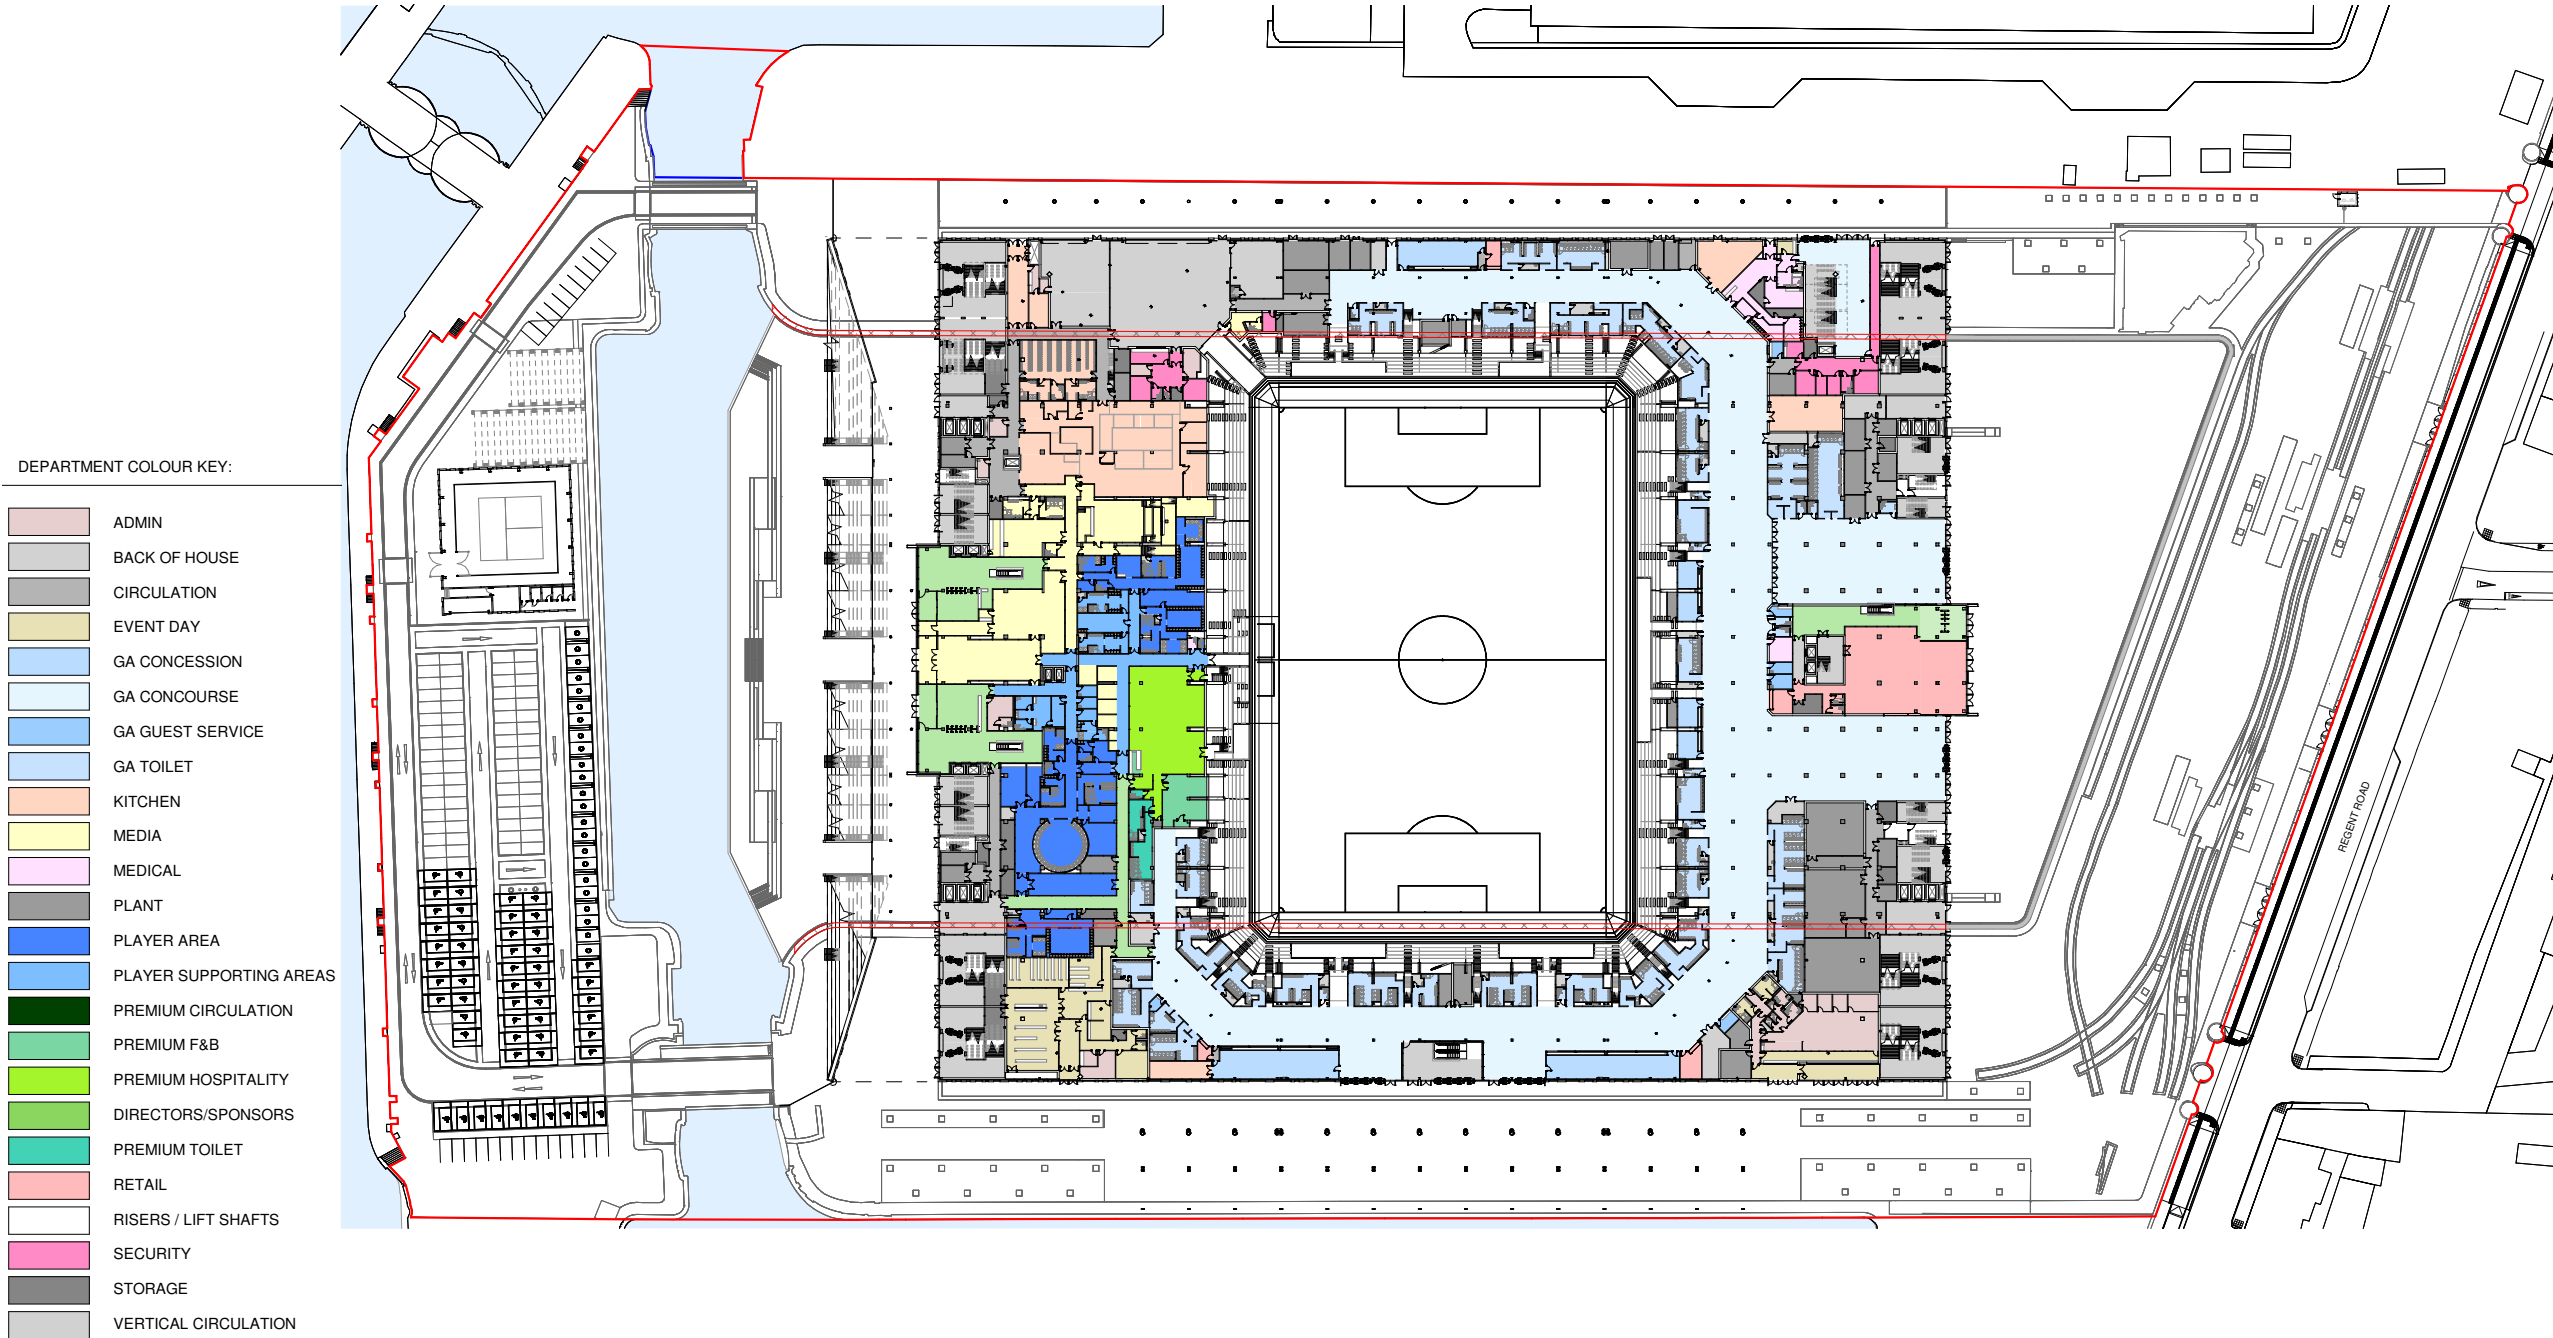 DEPARTMENT COLOUR KEY:
ADMIN
BACK OF HOUSE
CIRCULATION
EVENT DAY
GA CONCESSION
GA CONCOURSE
GA GUEST SERVICE
GA TOILET
KITCHEN
MEDIA
MEDICAL
PLANT
PLAYER AREA
PLAYER SUPPORTING AREAS
PREMIUM CIRCULATION
PREMIUM F&B
PREMIUM HOSPITALITY
DIRECTORS/SPONSORS
PREMIUM TOILET
RETAIL
RISERS / LIFT SHAFTS
SECURITY
STORAGE
VERTICAL CIRCULATION
REGENT ROAD